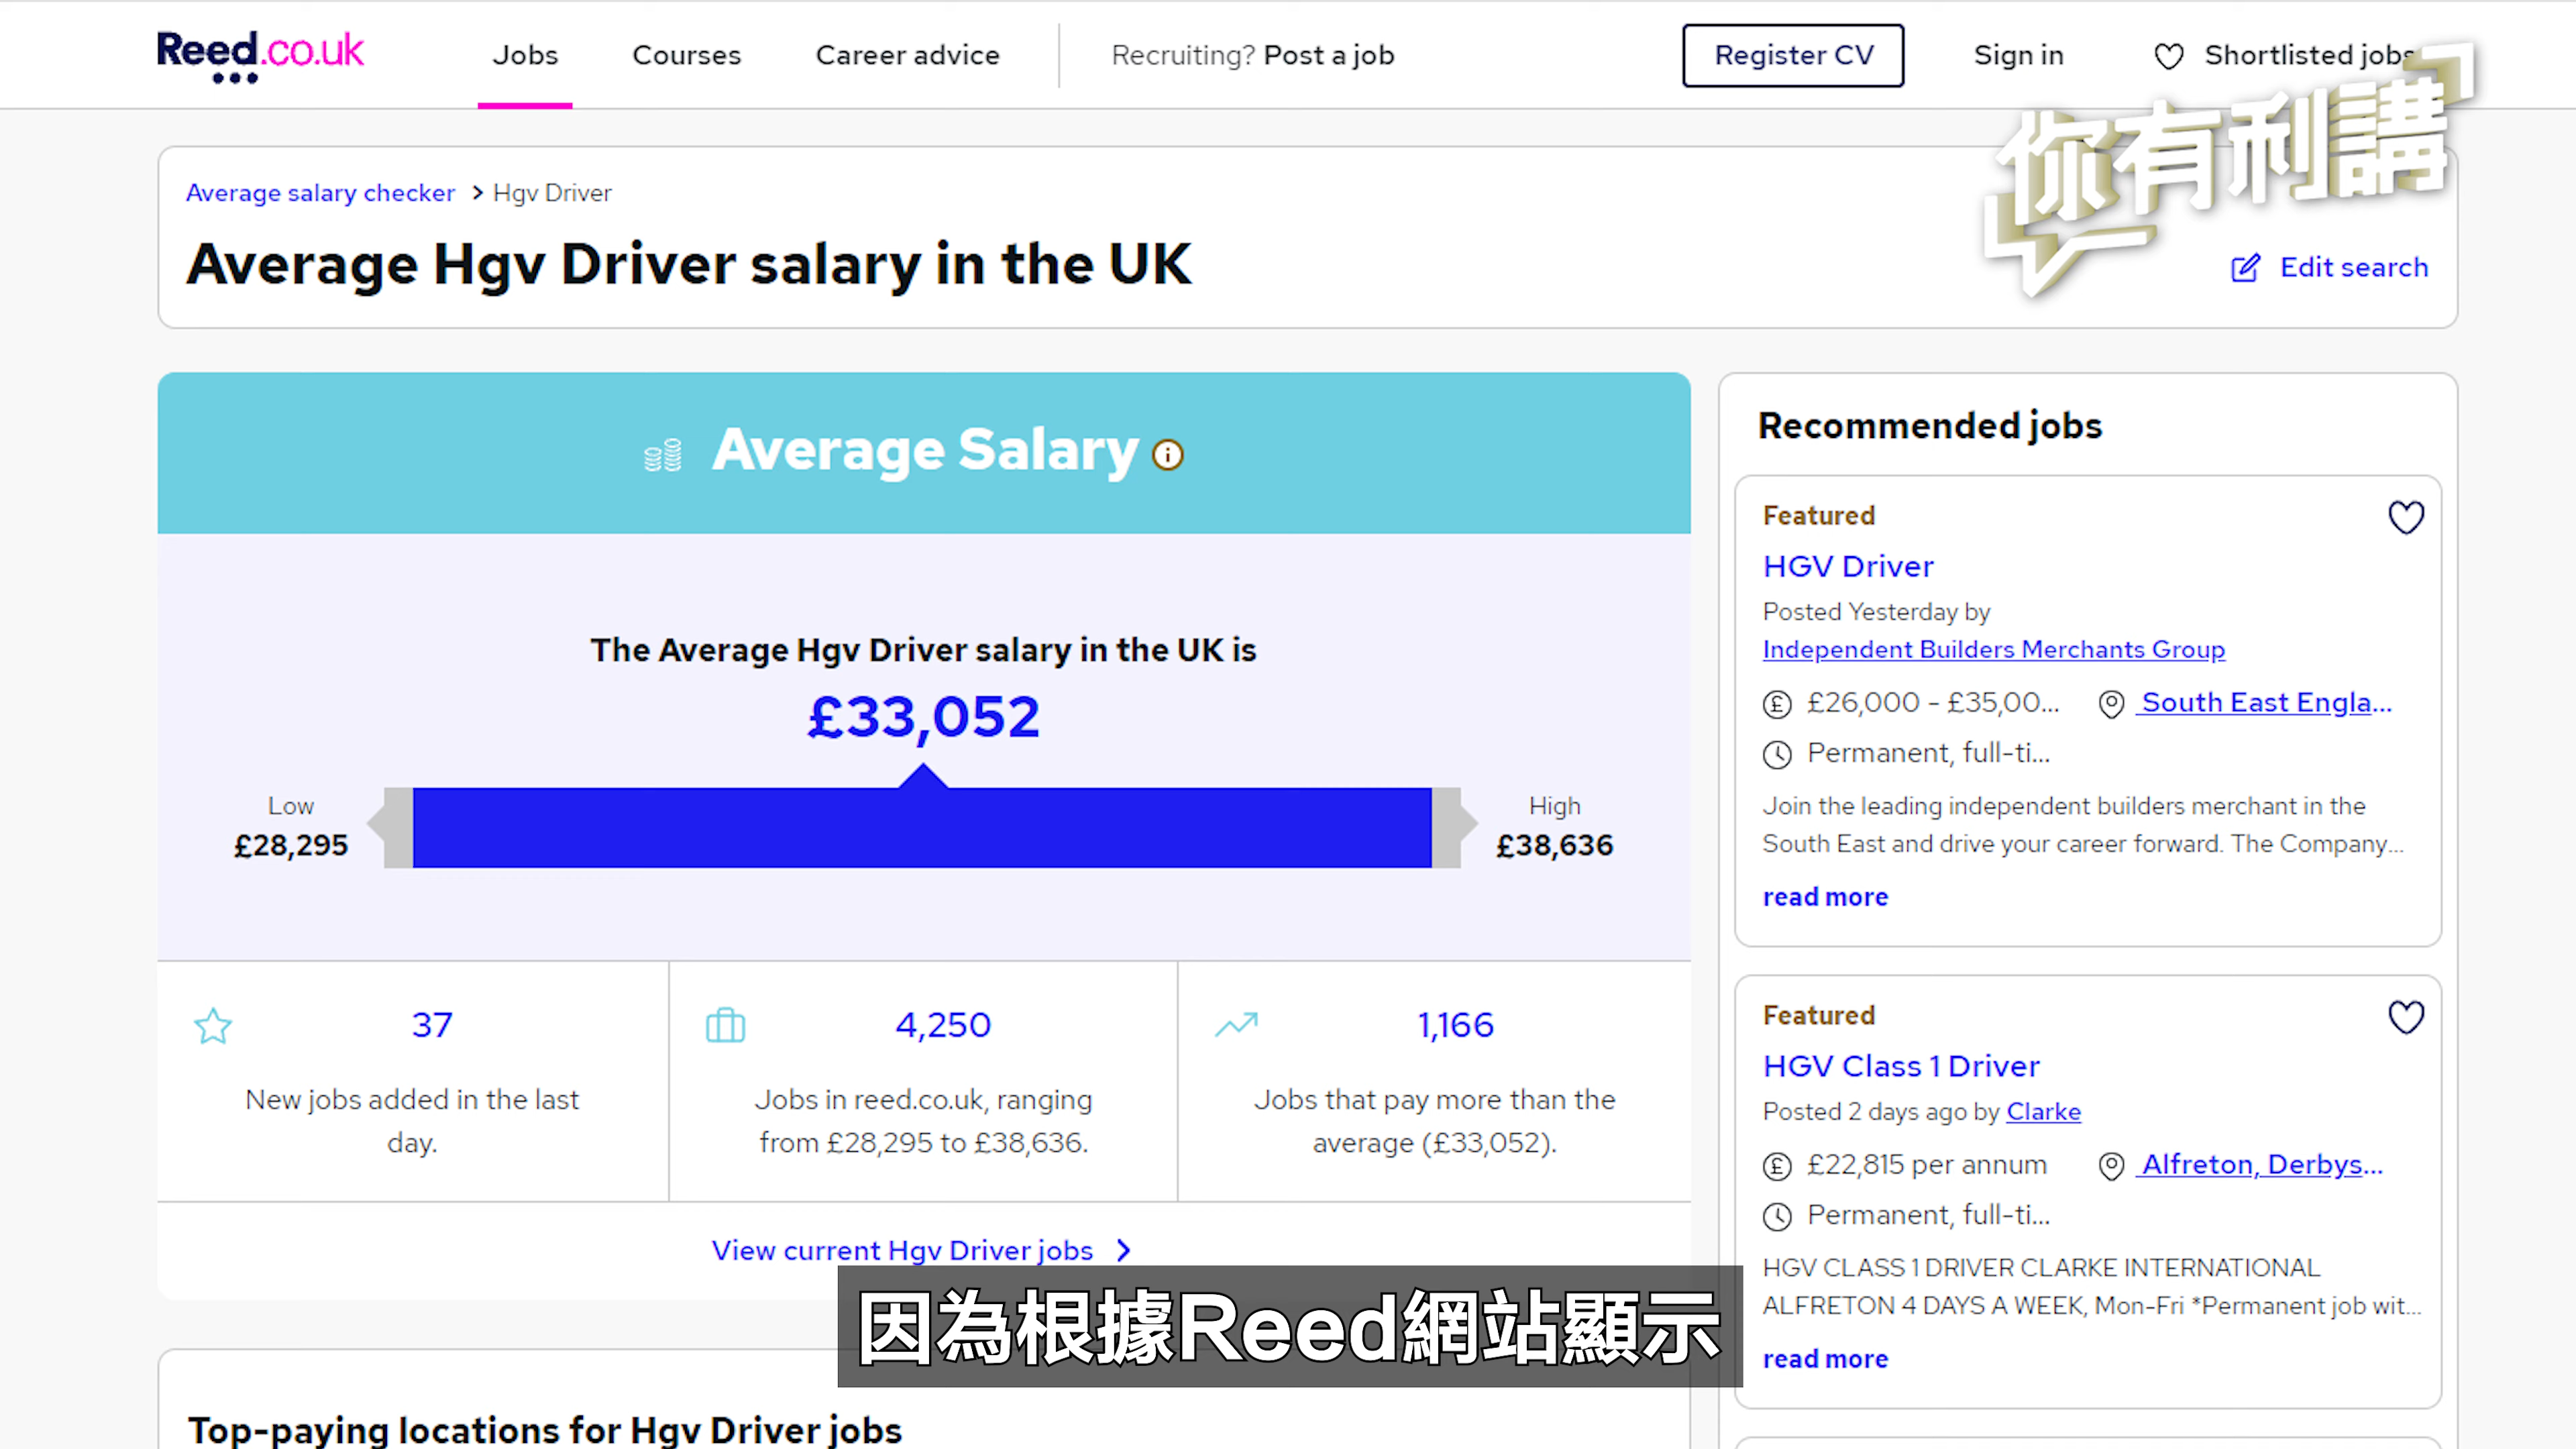 Reed.co.uk
Jobs
Courses
Career advice
Recruiting? Post a job
Register CV
Sign in
Shortlisted jobs
你有利講
Average salary checker > Hgv Driver
Average Hgv Driver salary in the UK
Edit search
Average Salary
The Average Hgv Driver salary in the UK is
£33,052
Low
£28,295
High
£38,636
37
New jobs added in the last
day.
4,250
Jobs in reed.co.uk, ranging
from £28,295 to £38,636.
1,166
Jobs that pay more than the
average (£33,052).
View current Hgv Driver jobs
Top-paying locations for Hgv Driver jobs
Recommended jobs
Featured
HGV Driver
Posted Yesterday by
Independent Builders Merchants Group
£26,000 - £35,00...
South East Engla...
Permanent, full-ti...
Join the leading independent builders merchant in the
South East and drive your career forward. The Company...
read more
Featured
HGV Class 1 Driver
Posted 2 days ago by Clarke
£22,815 per annum
Alfreton, Derbys...
Permanent, full-ti...
HGV CLASS 1 DRIVER CLARKE INTERNATIONAL
ALFRETON 4 DAYS A WEEK, Mon-Fri *Permanent job wit...
read more
因為根據Reed網站顯示